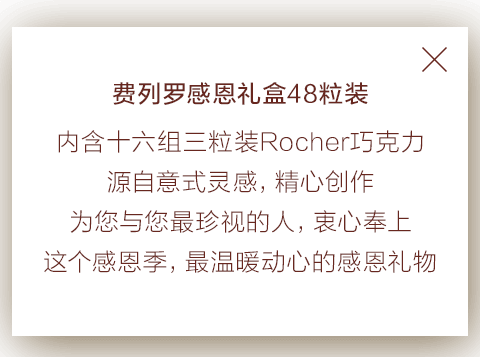 费列罗感恩礼盒48粒装
内含十六组三粒装Rocher巧克力
源自意式灵感，精心创作
为您与您最珍视的人，衷心奉上
这个感恩季，最温暖动心的感恩礼物